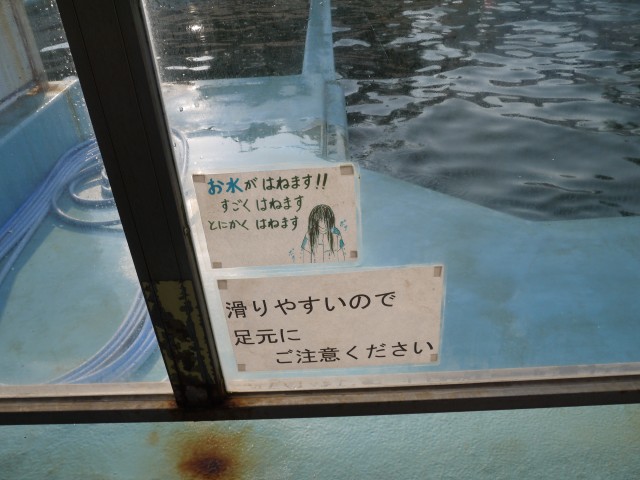 お水がはねます!!
すごくはねます
とにかくはねます
滑りやすいので
足元に
ご注意ください